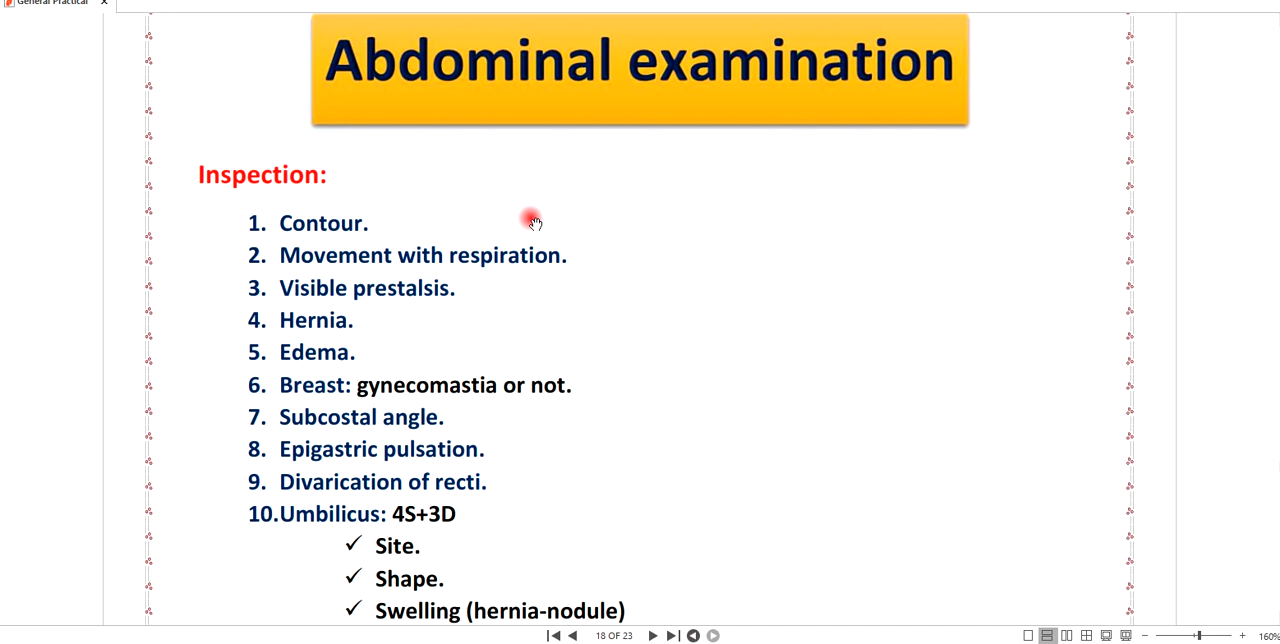 General Practical
Abdominal examination
Inspection:
1. Contour.
2. Movement with respiration.
3. Visible prestalsis.
4. Hernia.
5. Edema.
6. Breast: gynecomastia or not.
7. Subcostal angle.
8. Epigastric pulsation.
9. Divarication of recti.
10.Umbilicus: 4S+3D
✓ Site.
✓ Shape.
✓ Swelling (hernia-nodule)
18 OF 23
160%